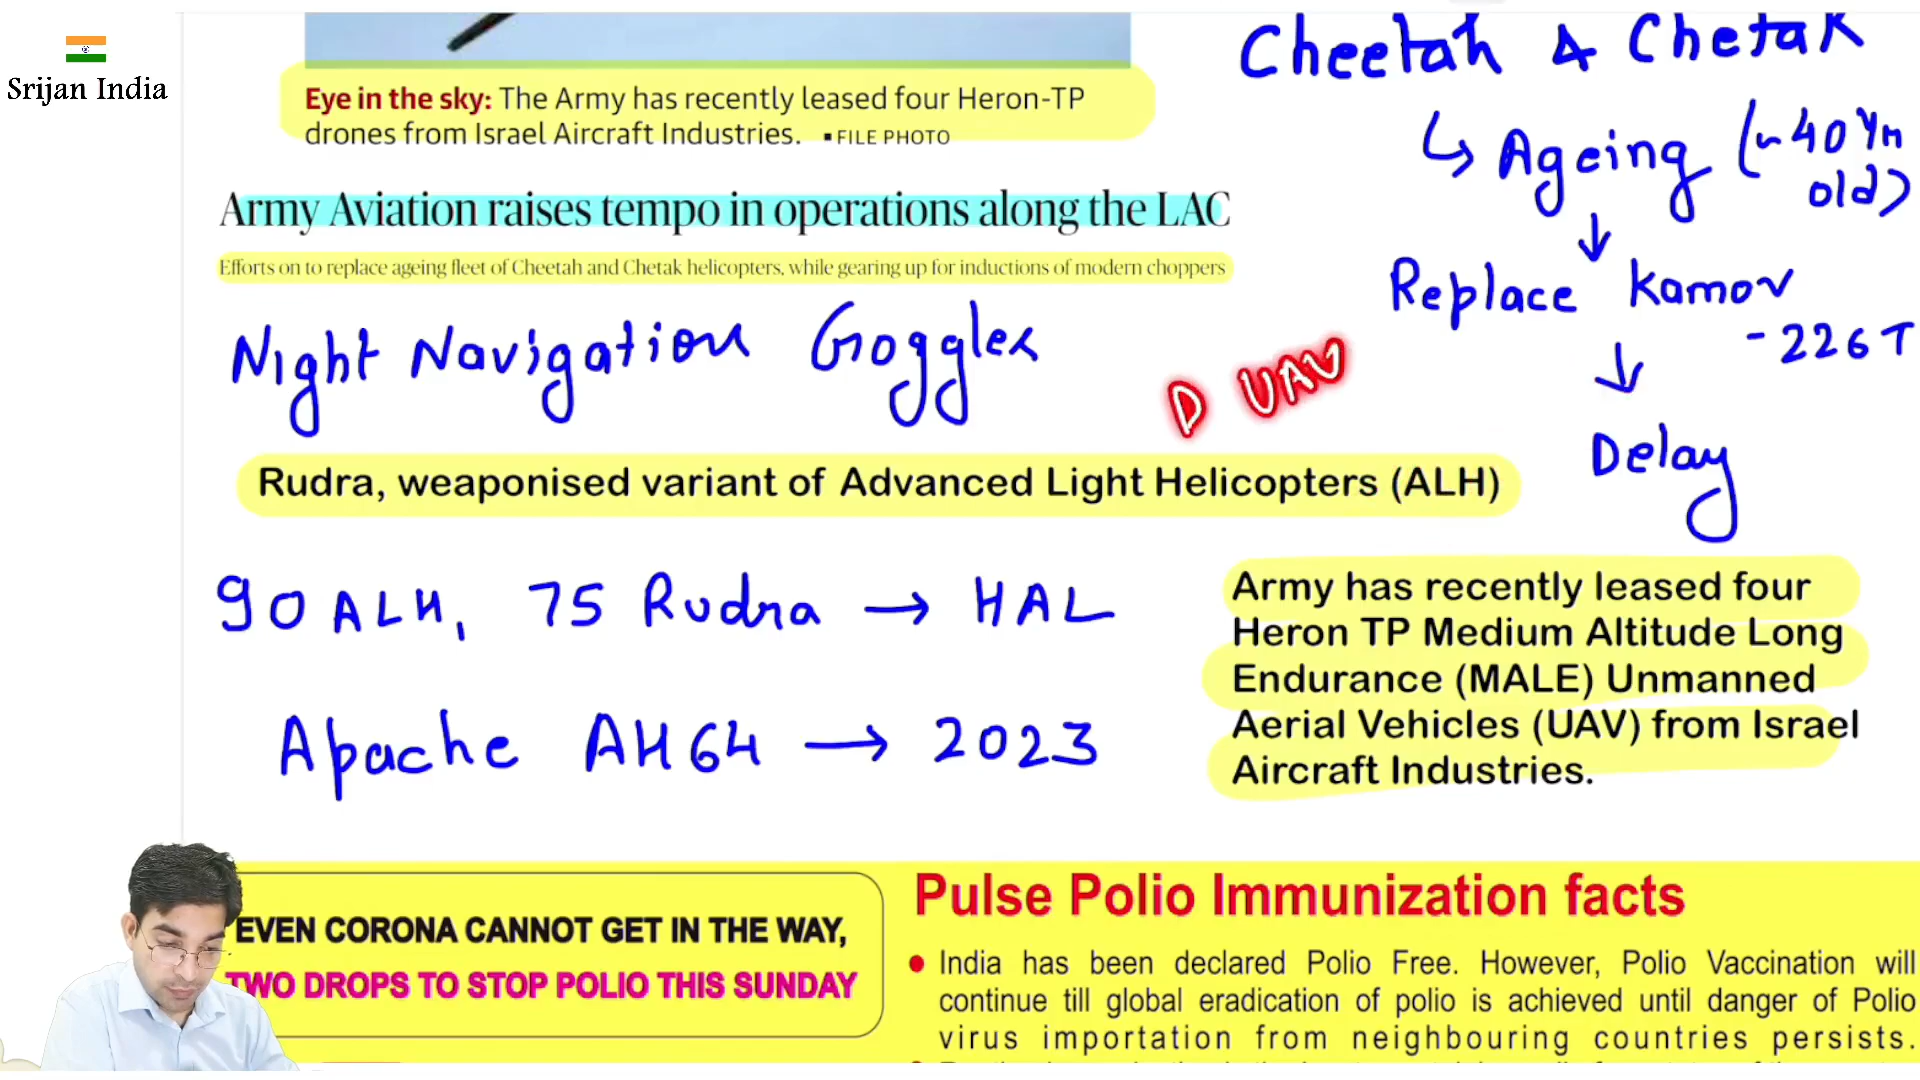 Srijan India
Eye in the sky: The Army has recently leased four Heron-TP
drones from Israel Aircraft Industries. ▪ FILE PHOTO
Army Aviation raises tempo in operations along the LAC
Efforts on to replace ageing fleet of Cheetah and Chetak helicopters, while gearing up for inductions of modern choppers
Cheetah & Chetak
↳ Ageing (~40 Yrs
old)
↓
Replace Kamov
-226T
↓
Delay
Night Navigation Goggles
D UAV
Rudra, weaponised variant of Advanced Light Helicopters (ALH)
90 ALH, 75 Rudra → HAL
Apache AH64 → 2023
Army has recently leased four
Heron TP Medium Altitude Long
Endurance (MALE) Unmanned
Aerial Vehicles (UAV) from Israel
Aircraft Industries.
EVEN CORONA CANNOT GET IN THE WAY,
TWO DROPS TO STOP POLIO THIS SUNDAY
Pulse Polio Immunization facts
● India has been declared Polio Free. However, Polio Vaccination will
continue till global eradication of polio is achieved until danger of Polio
virus importation from neighbouring countries persists.